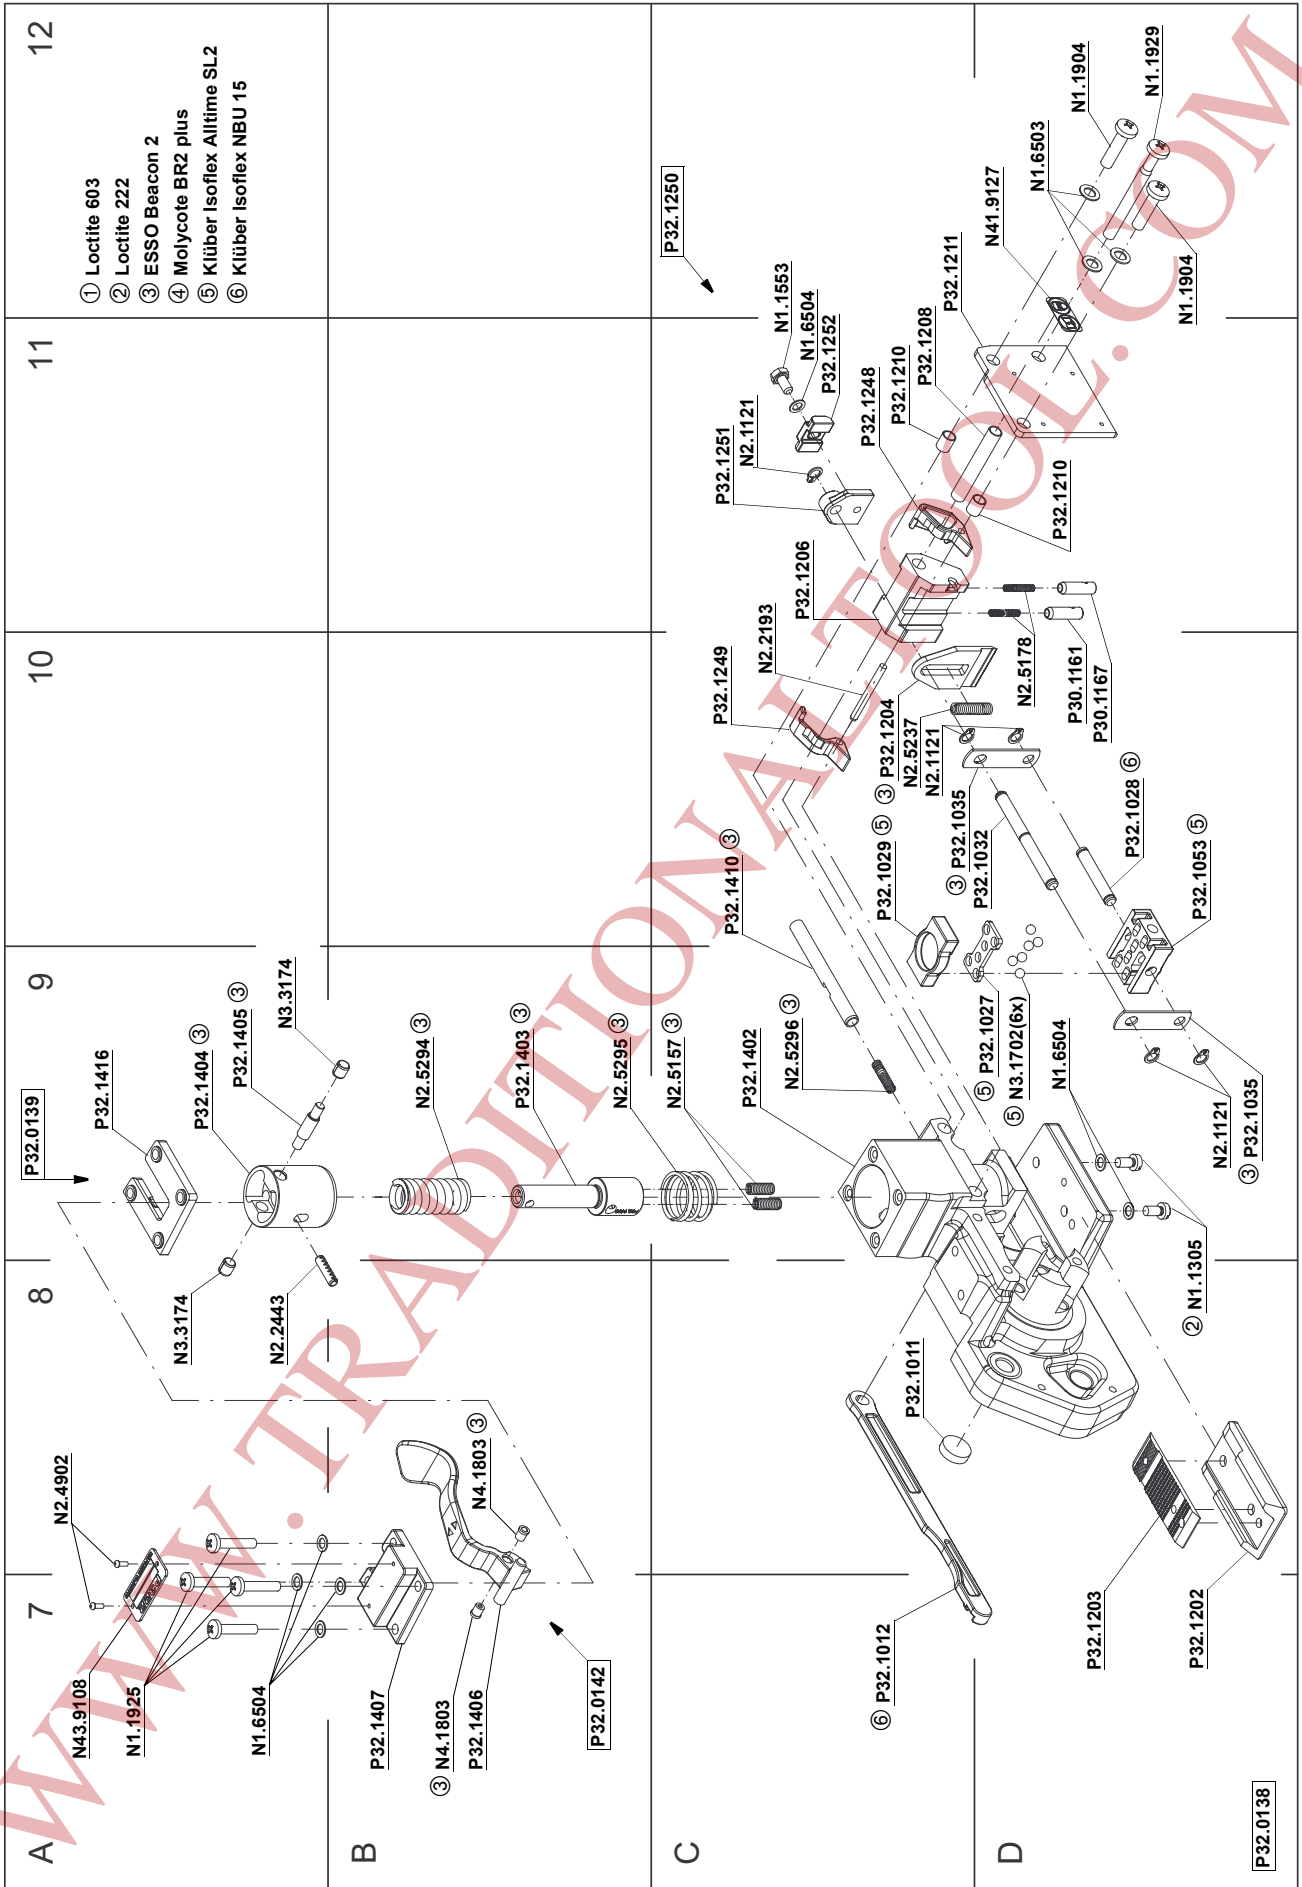 12
11
10
9
8
7
A
B
C
D
① Loctite 603
② Loctite 222
③ ESSO Beacon 2
④ Molycote BR2 plus
⑤ Klüber Isoflex Alltime SL2
⑥ Klüber Isoflex NBU 15
P32.0139
P32.1416
P32.1404 ③
P32.1405 ③
N3.3174
N3.3174
N2.2443
N2.5294 ③
P32.1403 ③
N2.5295 ③
N2.5157 ③
P32.1402
N2.5296 ③
P32.1410 ③
N2.4902
N43.9108
N1.1925
N1.6504
P32.1407
③ N4.1803
P32.1406
N4.1803 ③
P32.0142
P32.1250
N1.1553
N1.6504
P32.1252
P32.1251
N2.1121
P32.1248
P32.1210
P32.1208
P32.1211
N41.9127
N1.6503
N1.1904
N1.1929
N1.1904
P32.1210
P32.1206
N2.2193
P32.1249
③ P32.1204
N2.5237
N2.1121
N2.5178
P30.1161
P30.1167
P32.1029 ⑤
③ P32.1035
P32.1032
P32.1028 ⑥
P32.1053 ⑤
⑤ P32.1027
⑤ N3.1702(6x)
N1.6504
N2.1121
③ P32.1035
② N1.1305
P32.1011
⑥ P32.1012
P32.1203
P32.1202
P32.0138
WWW.TRADITIONALTOOL.COM